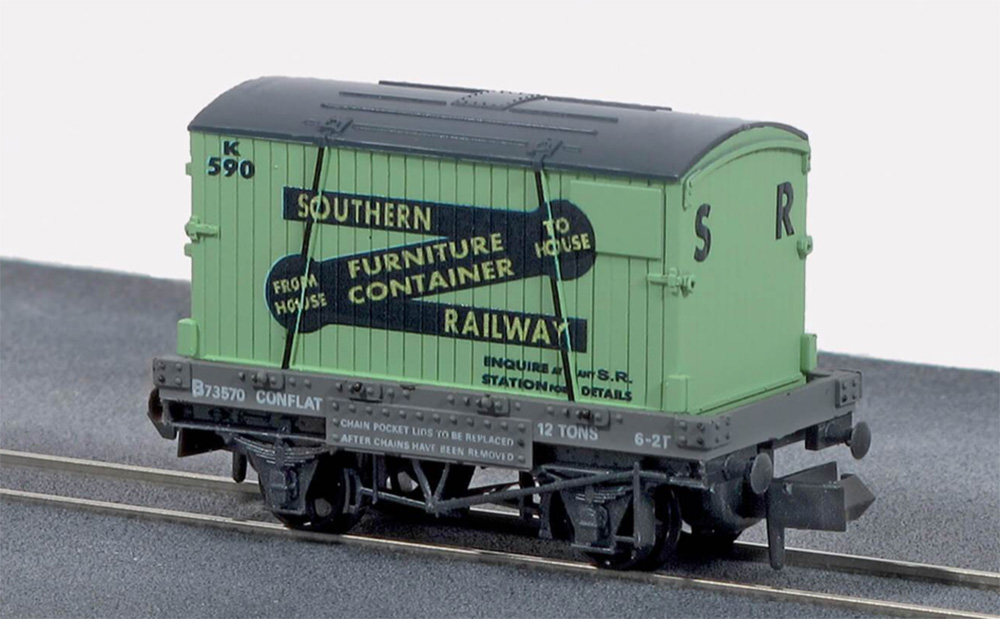 K
590
SOUTHERN
TO
HOUSE
FURNITURE
CONTAINER
FROM
HOUSE
RAILWAY
ENQUIRE AT ANY S.R.
STATION FOR DETAILS
S R
B73570 CONFLAT
CHAIN POCKET LIDS TO BE REPLACED
AFTER CHAINS HAVE BEEN REMOVED
12 TONS
6-2T